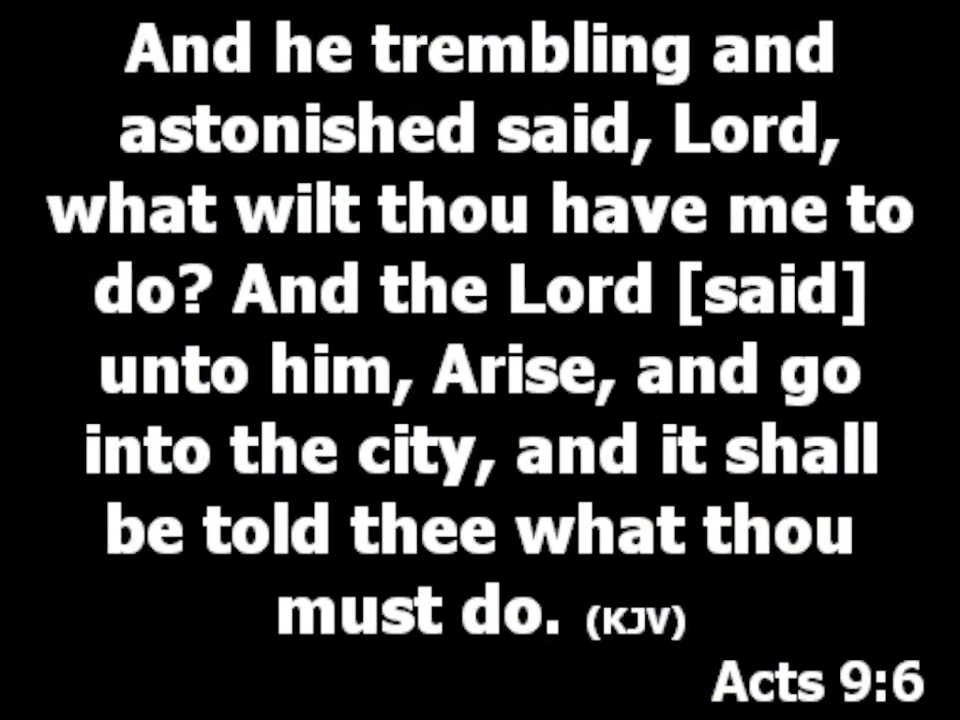 And he trembling and
astonished said, Lord,
what wilt thou have me to
do? And the Lord [said]
unto him, Arise, and go
into the city, and it shall
be told thee what thou
must do. (KJV)
Acts 9:6